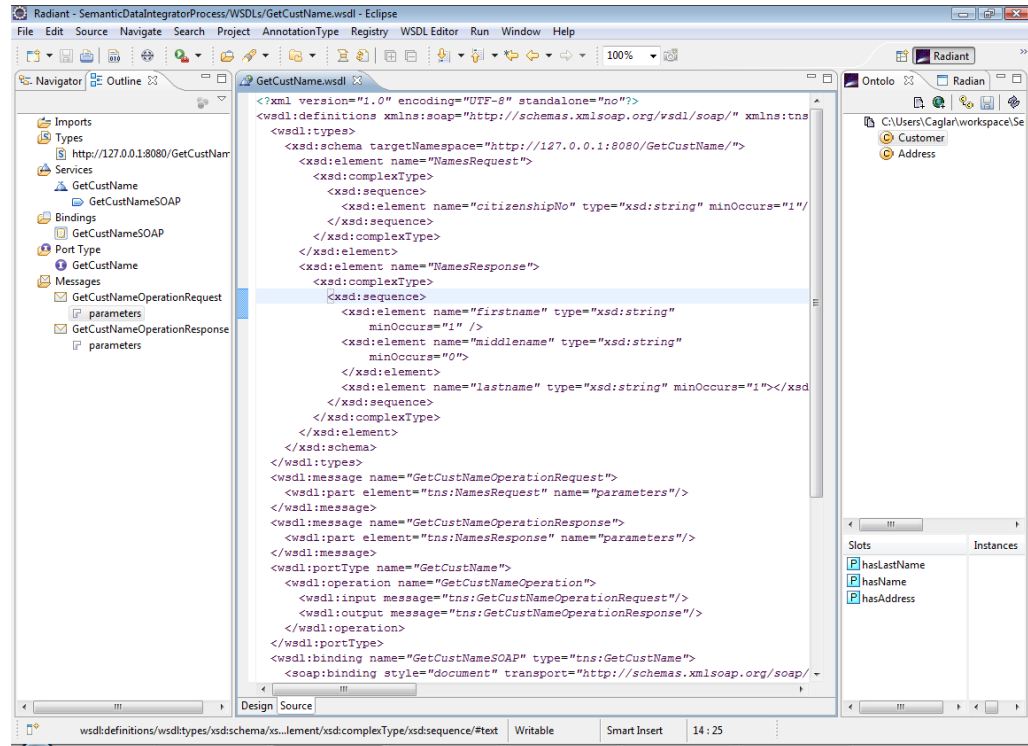 Radiant - SemanticDataIntegratorProcess/WSDLs/GetCustName.wsdl - Eclipse
File Edit Source Navigate Search Project AnnotationType Registry WSDL Editor Run Window Help
100%
Radiant
Navigator Outline
Imports
Types
http://127.0.0.1:8080/GetCustNam
Services
GetCustName
GetCustNameSOAP
Bindings
GetCustNameSOAP
Port Type
GetCustName
Messages
GetCustNameOperationRequest
parameters
GetCustNameOperationResponse
parameters
GetCustName.wsdl
<?xml version="1.0" encoding="UTF-8" standalone="no"?>
<wsdl:definitions xmlns:soap="http://schemas.xmlsoap.org/wsdl/soap/" xmlns:tns
<wsdl:types>
<xsd:schema targetNamespace="http://127.0.0.1:8080/GetCustName/">
<xsd:element name="NamesRequest">
<xsd:complexType>
<xsd:sequence>
<xsd:element name="citizenshipNo" type="xsd:string" minOccurs="1"/
</xsd:sequence>
</xsd:complexType>
</xsd:element>
<xsd:element name="NamesResponse">
<xsd:complexType>
<xsd:sequence>
<xsd:element name="firstname" type="xsd:string"
minOccurs="1" />
<xsd:element name="middlename" type="xsd:string"
minOccurs="0">
</xsd:element>
<xsd:element name="lastname" type="xsd:string" minOccurs="1"></xsd
</xsd:sequence>
</xsd:complexType>
</xsd:element>
</xsd:schema>
</wsdl:types>
<wsdl:message name="GetCustNameOperationRequest">
<wsdl:part element="tns:NamesRequest" name="parameters"/>
</wsdl:message>
<wsdl:message name="GetCustNameOperationResponse">
<wsdl:part element="tns:NamesResponse" name="parameters"/>
</wsdl:message>
<wsdl:portType name="GetCustName">
<wsdl:operation name="GetCustNameOperation">
<wsdl:input message="tns:GetCustNameOperationRequest"/>
<wsdl:output message="tns:GetCustNameOperationResponse"/>
</wsdl:operation>
</wsdl:portType>
<wsdl:binding name="GetCustNameSOAP" type="tns:GetCustName">
<soap:binding style="document" transport="http://schemas.xmlsoap.org/soap/
Design Source
Ontolo Radian
C:\Users\Caglar\workspace\Se
Customer
Address
Slots Instances
hasLastName
hasName
hasAddress
wsdl:definitions/wsdl:types/xsd:schema/xs...lement/xsd:complexType/xsd:sequence/#text Writable Smart Insert 14 : 25